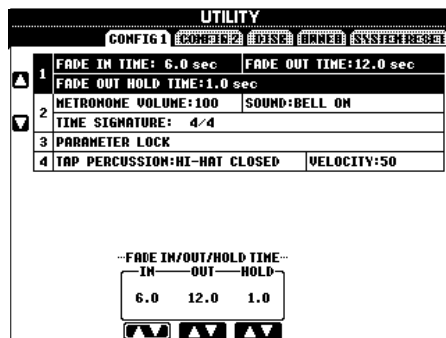 UTILITY
CONFIG 1 CONFIG 2 DISK OWNER SYSTEM RESET
1 FADE IN TIME: 6.0 sec FADE OUT TIME:12.0 sec
FADE OUT HOLD TIME:1.0 sec
2 METRONOME VOLUME:100 SOUND:BELL ON
TIME SIGNATURE: 4/4
3 PARAMETER LOCK
4 TAP PERCUSSION:HI-HAT CLOSED VELOCITY:50
FADE IN/OUT/HOLD TIME
IN OUT HOLD
6.0 12.0 1.0